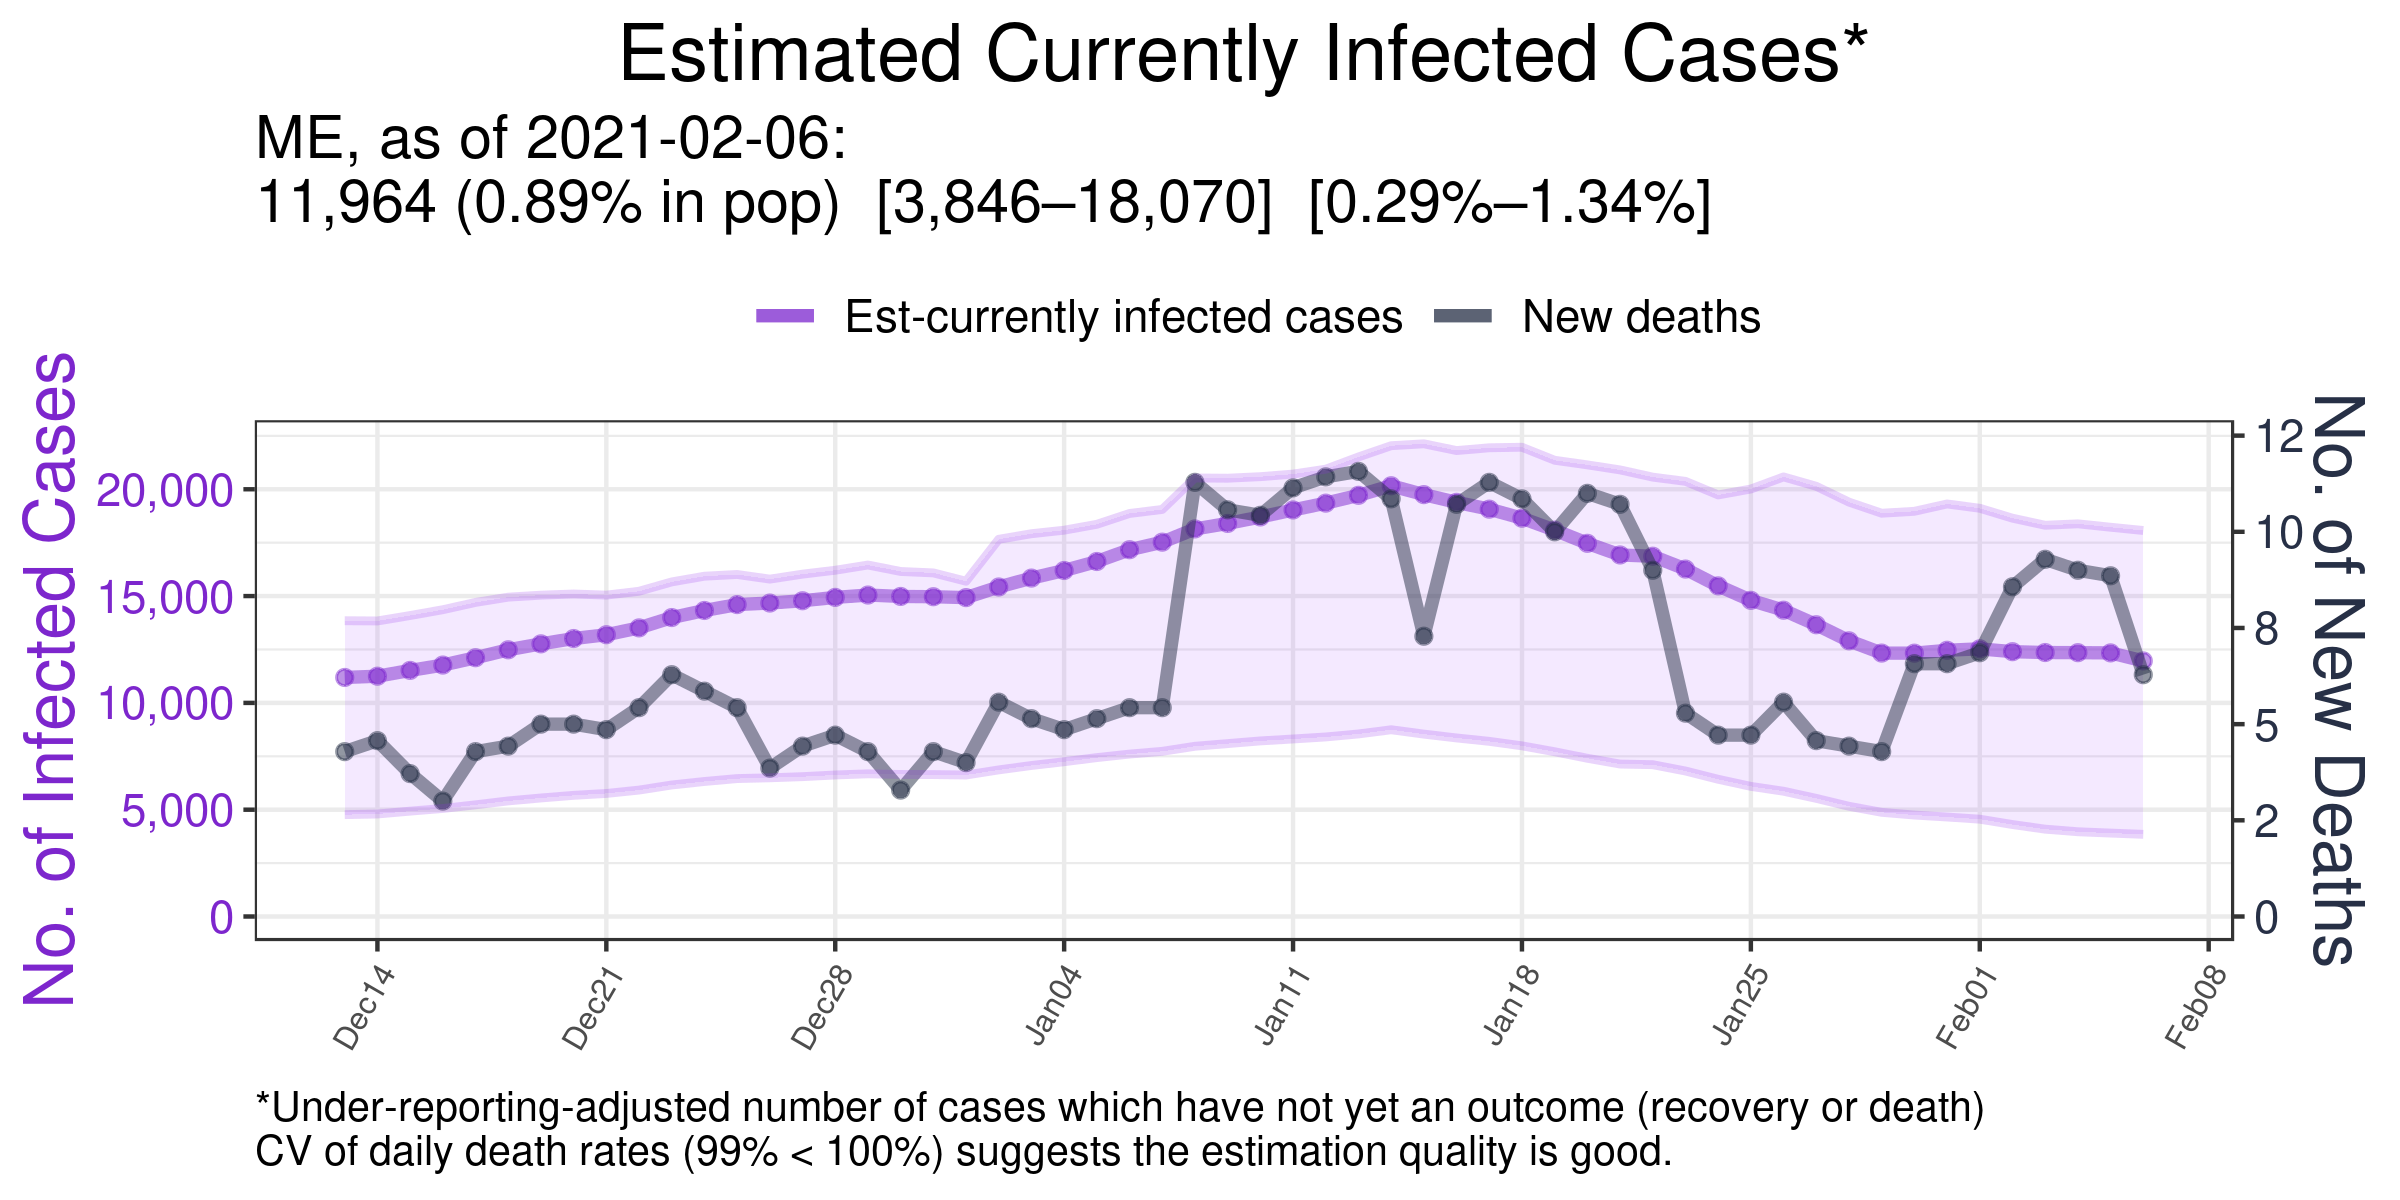 Estimated Currently Infected Cases*
ME, as of 2021-02-06:
11,964 (0.89% in pop)  [3,846–18,070]  [0.29%–1.34%]
Est-currently infected cases
New deaths
No. of Infected Cases
20,000
15,000
10,000
5,000
0
12
10
8
5
2
0
No. of New Deaths
Dec14
Dec21
Dec28
Jan04
Jan11
Jan18
Jan25
Feb01
Feb08
*Under-reporting-adjusted number of cases which have not yet an outcome (recovery or death)
CV of daily death rates (99% < 100%) suggests the estimation quality is good.